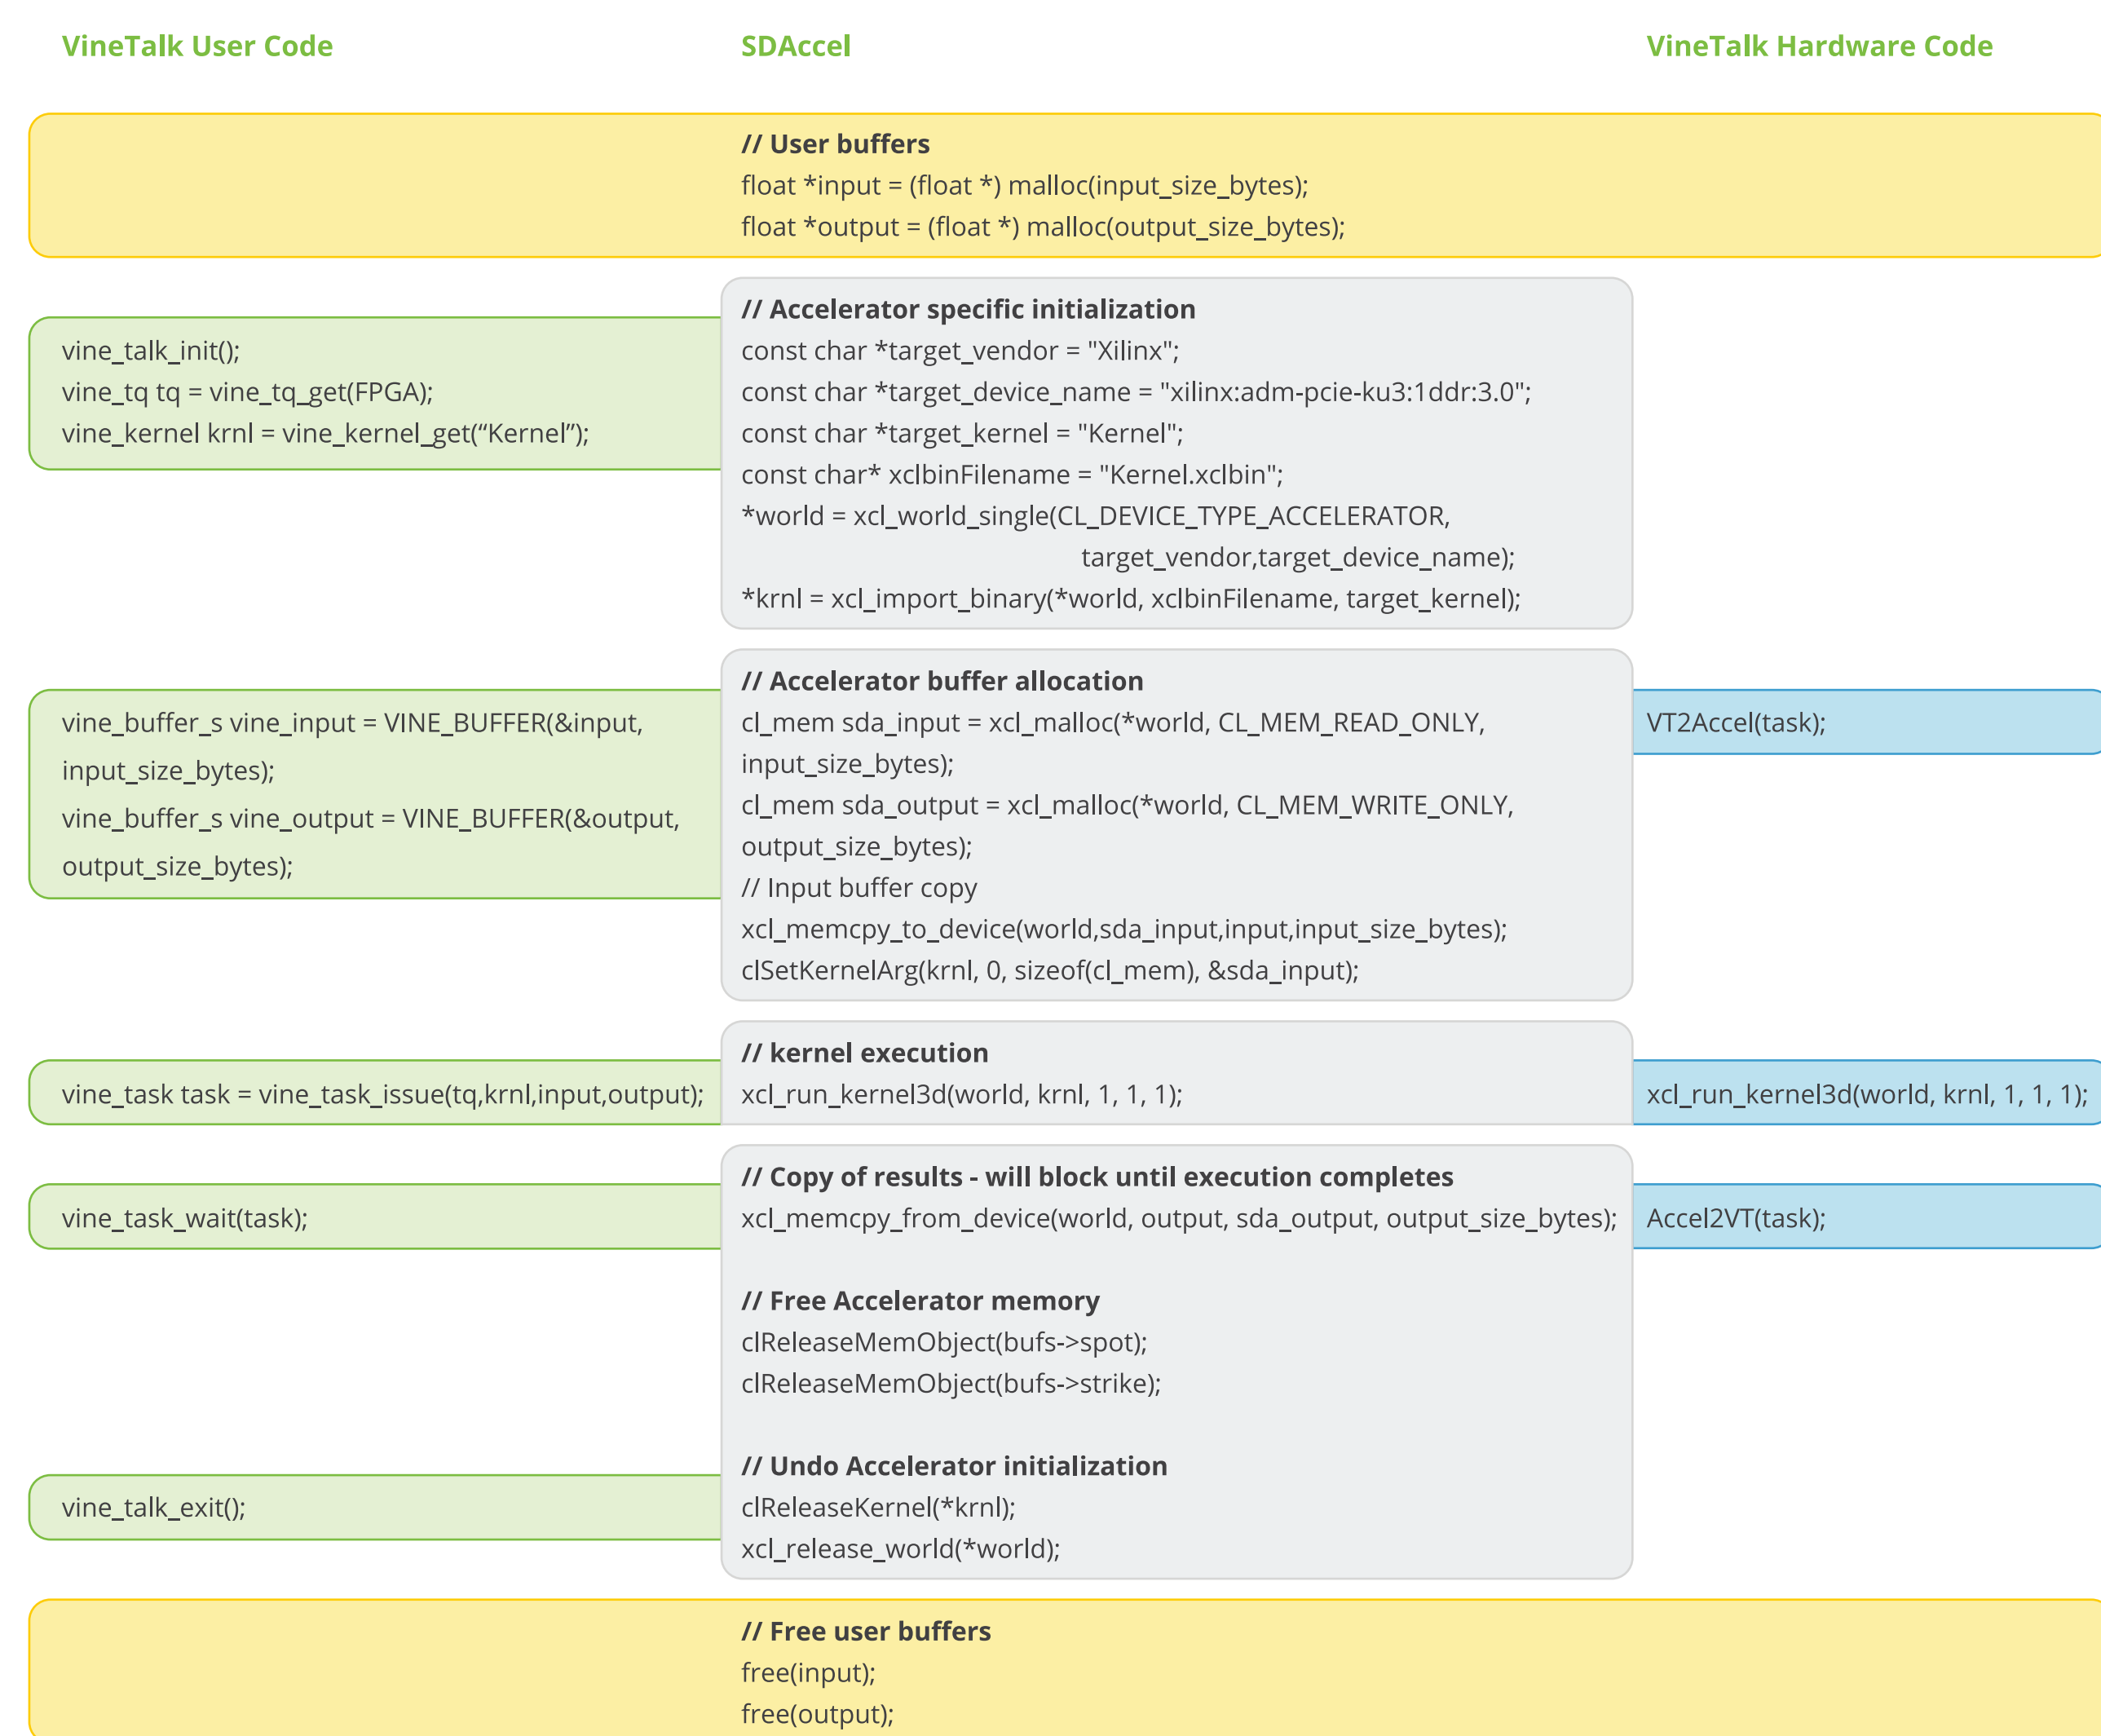 VineTalk User Code
SDAccel
VineTalk Hardware Code
// User buffers
float *input = (float *) malloc(input_size_bytes);
float *output = (float *) malloc(output_size_bytes);
vine_talk_init();
vine_tq tq = vine_tq_get(FPGA);
vine_kernel krnl = vine_kernel_get(“Kernel”);
// Accelerator specific initialization
const char *target_vendor = "Xilinx";
const char *target_device_name = "xilinx:adm-pcie-ku3:1ddr:3.0";
const char *target_kernel = "Kernel";
const char* xclbinFilename = "Kernel.xclbin";
*world = xcl_world_single(CL_DEVICE_TYPE_ACCELERATOR,
target_vendor,target_device_name);
*krnl = xcl_import_binary(*world, xclbinFilename, target_kernel);
vine_buffer_s vine_input = VINE_BUFFER(&input,
input_size_bytes);
vine_buffer_s vine_output = VINE_BUFFER(&output,
output_size_bytes);
// Accelerator buffer allocation
cl_mem sda_input = xcl_malloc(*world, CL_MEM_READ_ONLY,
input_size_bytes);
cl_mem sda_output = xcl_malloc(*world, CL_MEM_WRITE_ONLY,
output_size_bytes);
// Input buffer copy
xcl_memcpy_to_device(world,sda_input,input,input_size_bytes);
clSetKernelArg(krnl, 0, sizeof(cl_mem), &sda_input);
VT2Accel(task);
vine_task task = vine_task_issue(tq,krnl,input,output);
// kernel execution
xcl_run_kernel3d(world, krnl, 1, 1, 1);
xcl_run_kernel3d(world, krnl, 1, 1, 1);
vine_task_wait(task);
// Copy of results - will block until execution completes
xcl_memcpy_from_device(world, output, sda_output, output_size_bytes);
Accel2VT(task);
// Free Accelerator memory
clReleaseMemObject(bufs->spot);
clReleaseMemObject(bufs->strike);
vine_talk_exit();
// Undo Accelerator initialization
clReleaseKernel(*krnl);
xcl_release_world(*world);
// Free user buffers
free(input);
free(output);